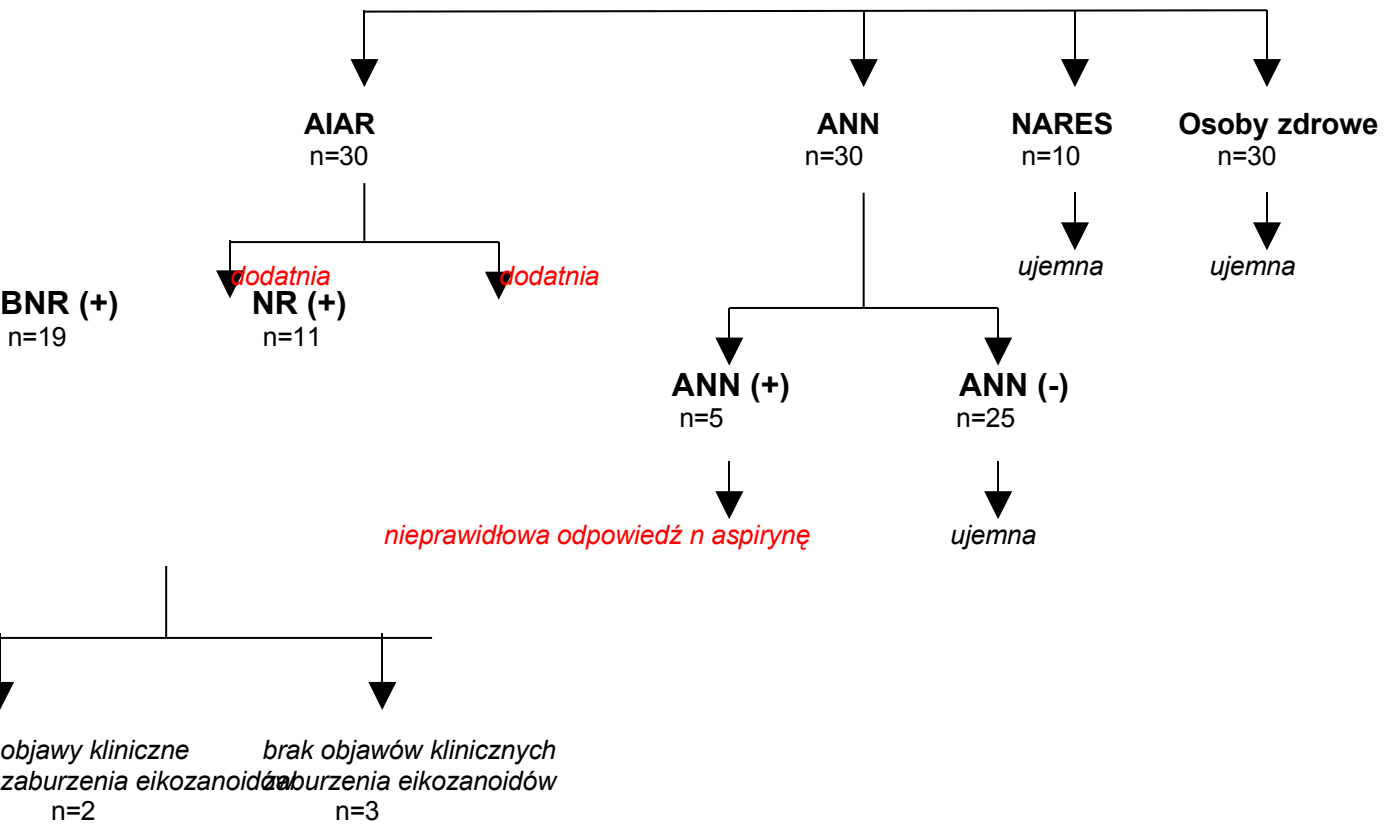 AIAR
n=30
ANN
n=30
NARES
n=10
Osoby zdrowe
n=30
ujemna
ujemna
dodatnia
dodatnia
BNR (+)
n=19
NR (+)
n=11
ANN (+)
n=5
ANN (-)
n=25
nieprawidłowa odpowiedź n aspirynę
ujemna
objawy kliniczne
zaburzenia eikozanoidów
n=2
brak objawów klinicznych
zaburzenia eikozanoidów
n=3